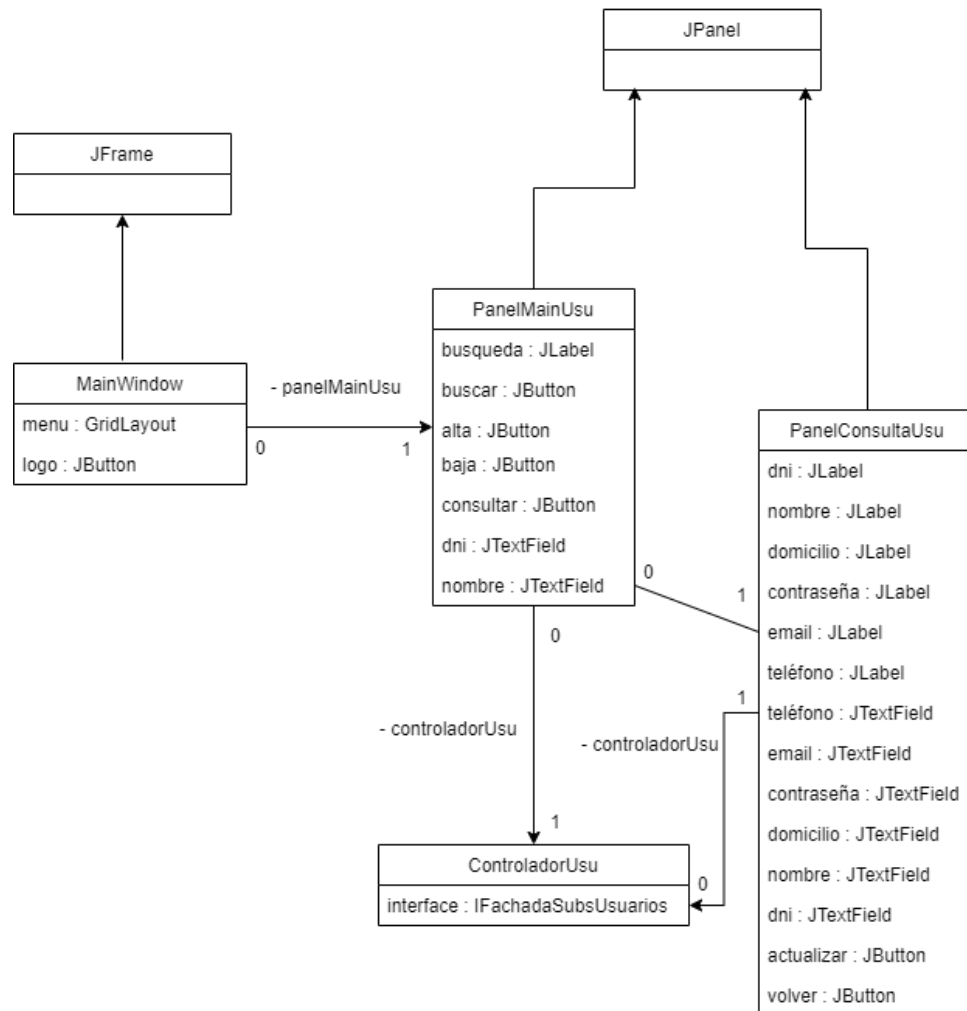 JPanel
JFrame
PanelMainUsu
busqueda : JLabel
buscar : JButton
alta : JButton
baja : JButton
consultar : JButton
dni : JTextField
nombre : JTextField
MainWindow
menu : GridLayout
logo : JButton
- panelMainUsu
0
1
PanelConsultaUsu
dni : JLabel
nombre : JLabel
domicilio : JLabel
contraseña : JLabel
email : JLabel
teléfono : JLabel
teléfono : JTextField
email : JTextField
contraseña : JTextField
domicilio : JTextField
nombre : JTextField
dni : JTextField
actualizar : JButton
volver : JButton
0
1
0
- controladorUsu
1
1
- controladorUsu
0
ControladorUsu
interface : IFachadaSubsUsuarios